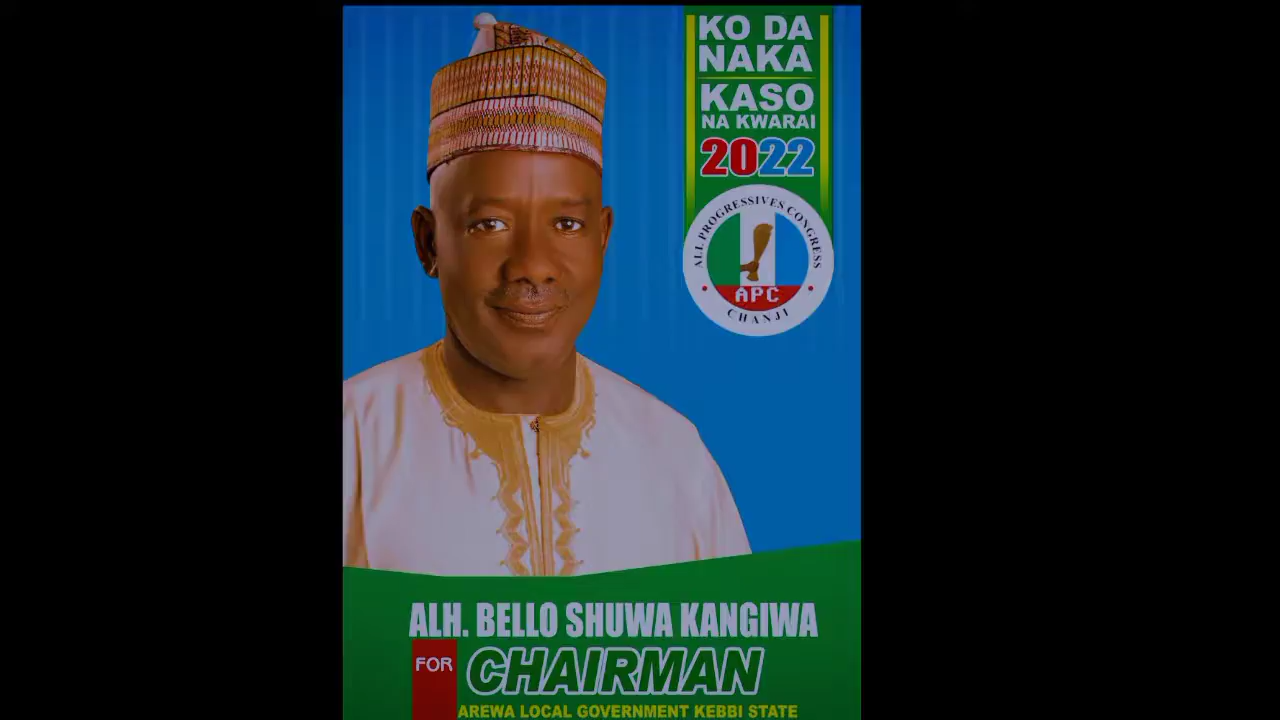 KO DA
NAKA
KASO
NA KWARAI
2022
ALL PROGRESSIVES CONGRESS
APC
CHANJI
ALH. BELLO SHUWA KANGIWA
FOR
CHAIRMAN
AREWA LOCAL GOVERNMENT KEBBI STATE